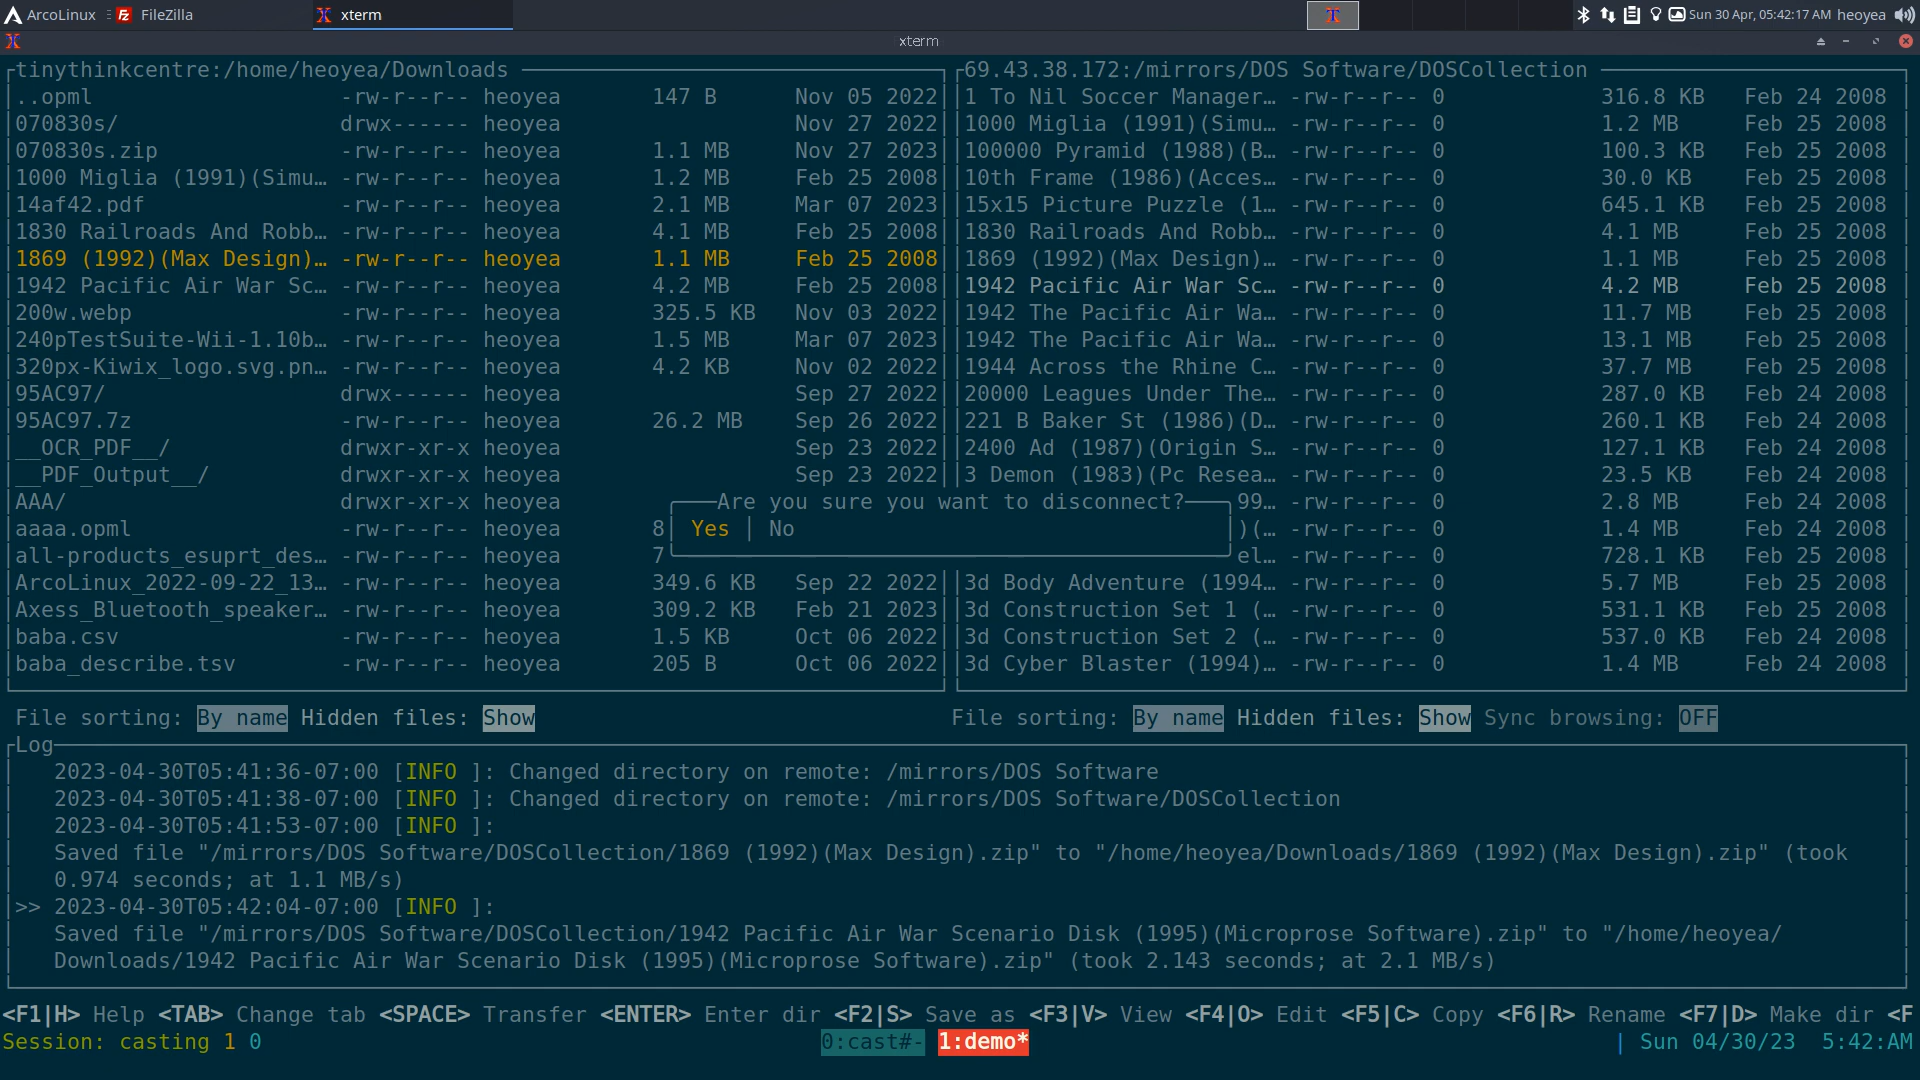 ArcoLinux FileZilla xterm Sun 30 Apr, 05:42:17 AM heoyea
xterm
tinythinkcentre:/home/heoyea/Downloads 69.43.38.172:/mirrors/DOS Software/DOSCollection
..opml -rw-r--r-- heoyea 147 B Nov 05 2022 1 To Nil Soccer Manager… -rw-r--r-- 0 316.8 KB Feb 24 2008
070830s/ drwx------ heoyea Nov 27 2022 1000 Miglia (1991)(Simu… -rw-r--r-- 0 1.2 MB Feb 25 2008
070830s.zip -rw-r--r-- heoyea 1.1 MB Nov 27 2023 100000 Pyramid (1988)(B… -rw-r--r-- 0 100.3 KB Feb 25 2008
1000 Miglia (1991)(Simu… -rw-r--r-- heoyea 1.2 MB Feb 25 2008 10th Frame (1986)(Acces… -rw-r--r-- 0 30.0 KB Feb 25 2008
14af42.pdf -rw-r--r-- heoyea 2.1 MB Mar 07 2023 15x15 Picture Puzzle (1… -rw-r--r-- 0 645.1 KB Feb 25 2008
1830 Railroads And Robb… -rw-r--r-- heoyea 4.1 MB Feb 25 2008 1830 Railroads And Robb… -rw-r--r-- 0 4.1 MB Feb 25 2008
1869 (1992)(Max Design)… -rw-r--r-- heoyea 1.1 MB Feb 25 2008 1869 (1992)(Max Design)… -rw-r--r-- 0 1.1 MB Feb 25 2008
1942 Pacific Air War Sc… -rw-r--r-- heoyea 4.2 MB Feb 25 2008 1942 Pacific Air War Sc… -rw-r--r-- 0 4.2 MB Feb 25 2008
200w.webp -rw-r--r-- heoyea 325.5 KB Nov 03 2022 1942 The Pacific Air Wa… -rw-r--r-- 0 11.7 MB Feb 25 2008
240pTestSuite-Wii-1.10b… -rw-r--r-- heoyea 1.5 MB Mar 07 2023 1942 The Pacific Air Wa… -rw-r--r-- 0 13.1 MB Feb 25 2008
320px-Kiwix_logo.svg.pn… -rw-r--r-- heoyea 4.2 KB Nov 02 2022 1944 Across the Rhine C… -rw-r--r-- 0 37.7 MB Feb 25 2008
95AC97/ drwx------ heoyea Sep 27 2022 20000 Leagues Under The… -rw-r--r-- 0 287.0 KB Feb 24 2008
95AC97.7z -rw-r--r-- heoyea 26.2 MB Sep 26 2022 221 B Baker St (1986)(D… -rw-r--r-- 0 260.1 KB Feb 24 2008
__OCR_PDF__/ drwxr-xr-x heoyea Sep 23 2022 2400 Ad (1987)(Origin S… -rw-r--r-- 0 127.1 KB Feb 24 2008
__PDF_Output__/ drwxr-xr-x heoyea Sep 23 2022 3 Demon (1983)(Pc Resea… -rw-r--r-- 0 23.5 KB Feb 24 2008
AAA/ drwxr-xr-x heoyea Are you sure you want to disconnect? 99… -rw-r--r-- 0 2.8 MB Feb 24 2008
aaaa.opml -rw-r--r-- heoyea 8 Yes │ No )(… -rw-r--r-- 0 1.4 MB Feb 24 2008
all-products_esuprt_des… -rw-r--r-- heoyea 7 el… -rw-r--r-- 0 728.1 KB Feb 25 2008
ArcoLinux_2022-09-22_13… -rw-r--r-- heoyea 349.6 KB Sep 22 2022 3d Body Adventure (1994… -rw-r--r-- 0 5.7 MB Feb 25 2008
Axess_Bluetooth_speaker… -rw-r--r-- heoyea 309.2 KB Feb 21 2023 3d Construction Set 1 (… -rw-r--r-- 0 531.1 KB Feb 25 2008
baba.csv -rw-r--r-- heoyea 1.5 KB Oct 06 2022 3d Construction Set 2 (… -rw-r--r-- 0 537.0 KB Feb 24 2008
baba_describe.tsv -rw-r--r-- heoyea 205 B Oct 06 2022 3d Cyber Blaster (1994)… -rw-r--r-- 0 1.4 MB Feb 24 2008
File sorting: By name Hidden files: Show File sorting: By name Hidden files: Show Sync browsing: OFF
Log
2023-04-30T05:41:36-07:00 [INFO ]: Changed directory on remote: /mirrors/DOS Software
2023-04-30T05:41:38-07:00 [INFO ]: Changed directory on remote: /mirrors/DOS Software/DOSCollection
2023-04-30T05:41:53-07:00 [INFO ]:
Saved file "/mirrors/DOS Software/DOSCollection/1869 (1992)(Max Design).zip" to "/home/heoyea/Downloads/1869 (1992)(Max Design).zip" (took
0.974 seconds; at 1.1 MB/s)
>> 2023-04-30T05:42:04-07:00 [INFO ]:
Saved file "/mirrors/DOS Software/DOSCollection/1942 Pacific Air War Scenario Disk (1995)(Microprose Software).zip" to "/home/heoyea/
Downloads/1942 Pacific Air War Scenario Disk (1995)(Microprose Software).zip" (took 2.143 seconds; at 2.1 MB/s)
<F1|H> Help <TAB> Change tab <SPACE> Transfer <ENTER> Enter dir <F2|S> Save as <F3|V> View <F4|O> Edit <F5|C> Copy <F6|R> Rename <F7|D> Make dir <F
Session: casting 1 0 0:cast#- 1:demo* | Sun 04/30/23 5:42:AM